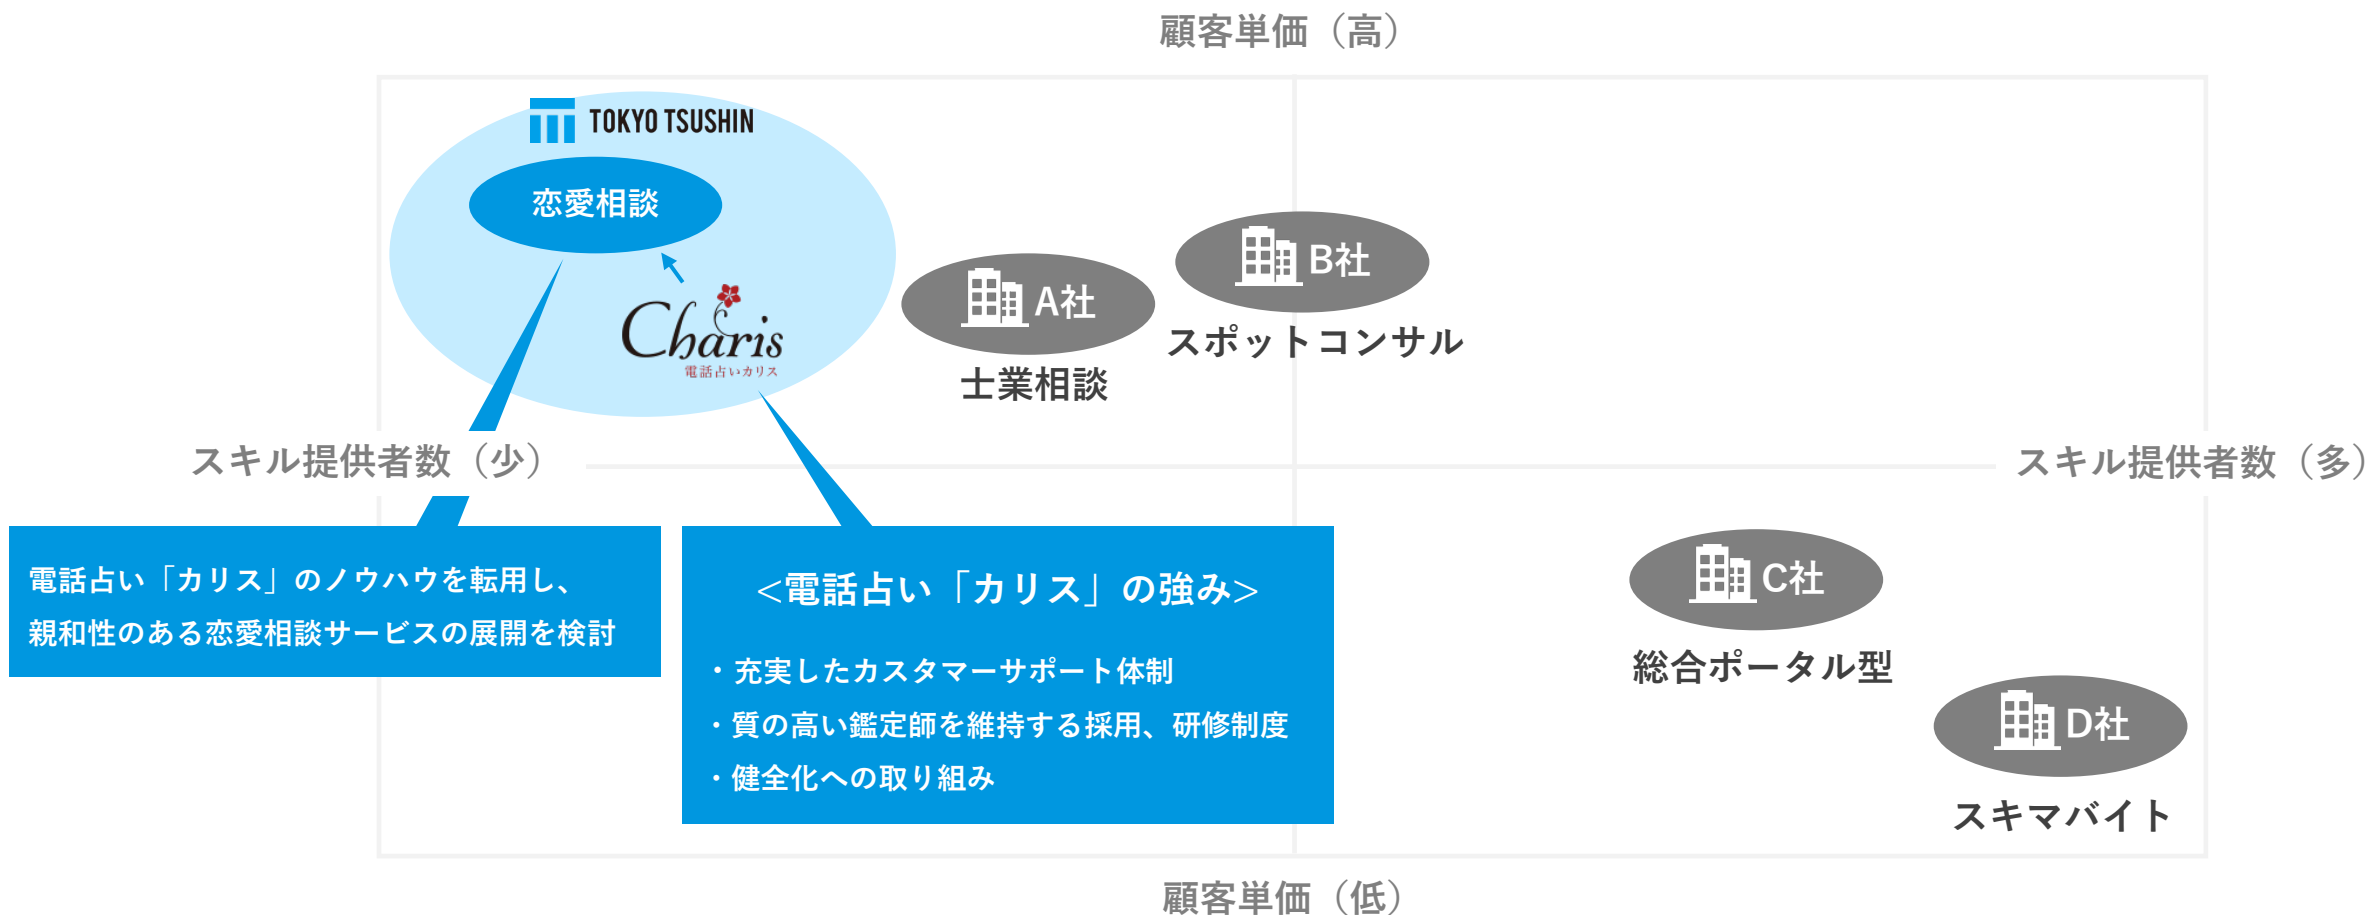 顧客単価（高）
TOKYO TSUSHIN
恋愛相談
Charis
電話占いカリス
A社
士業相談
B社
スポットコンサル
スキル提供者数（少）
スキル提供者数（多）
電話占い「カリス」のノウハウを転用し、
親和性のある恋愛相談サービスの展開を検討
<電話占い「カリス」の強み>
・充実したカスタマーサポート体制
・質の高い鑑定師を維持する採用、研修制度
・健全化への取り組み
C社
総合ポータル型
D社
スキマバイト
顧客単価（低）